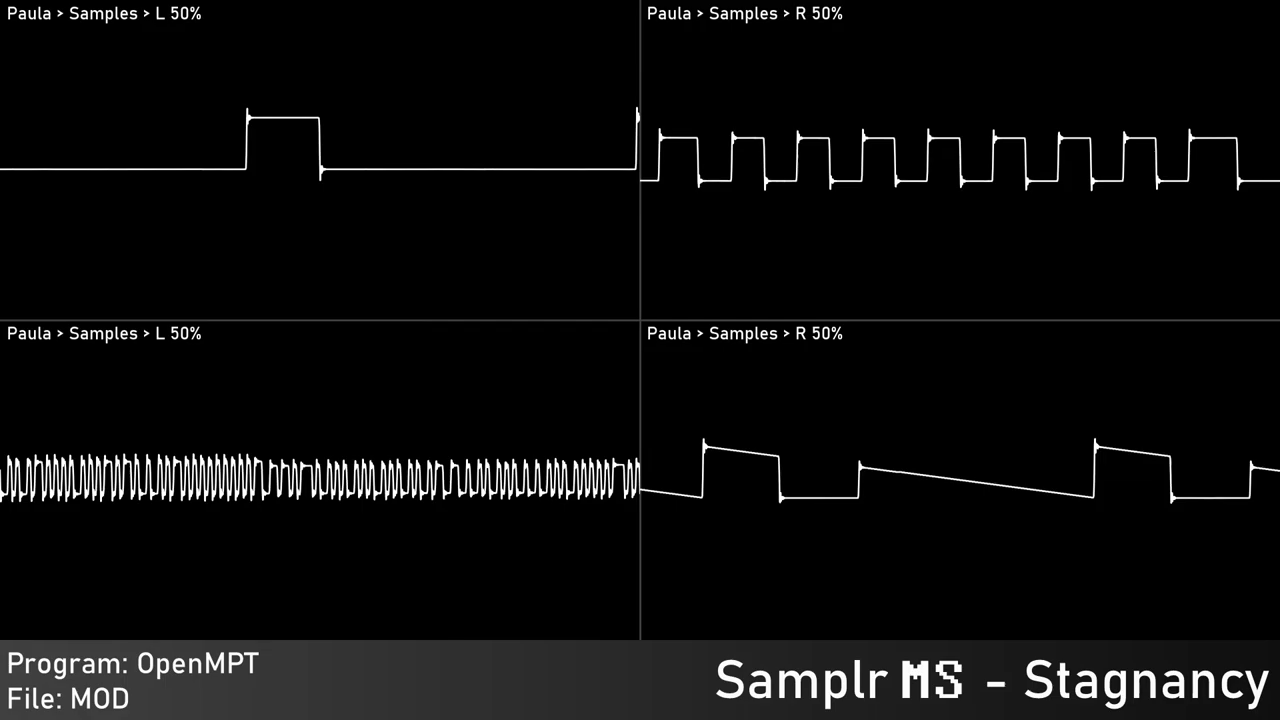 Paula > Samples > L 50%
Paula > Samples > R 50%
Paula > Samples > L 50%
Paula > Samples > R 50%
Program: OpenMPT
File: MOD
Samplr MS - Stagnancy